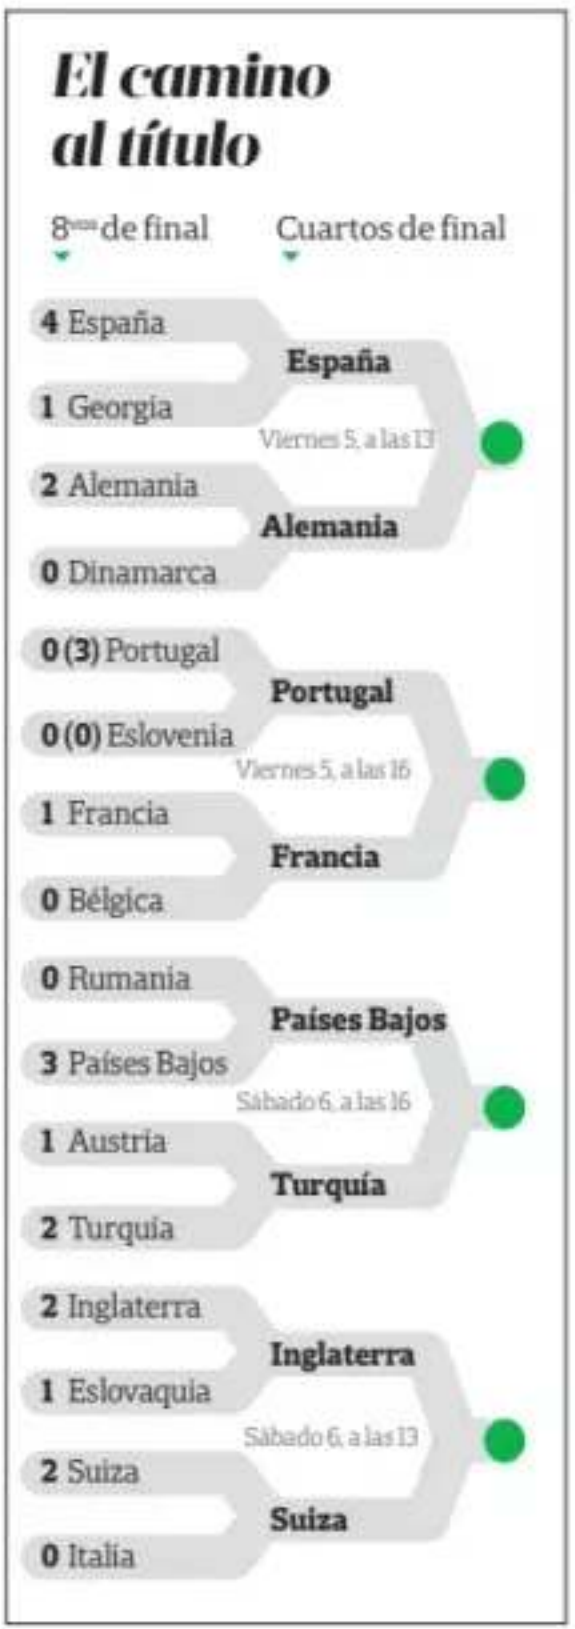 El camino
al título
8vos de final
Cuartos de final
4 España
España
1 Georgia
Viernes 5, a las 13
2 Alemania
Alemania
0 Dinamarca
0 (3) Portugal
Portugal
0 (0) Eslovenia
Viernes 5, a las 16
1 Francia
Francia
0 Bélgica
0 Rumania
Países Bajos
3 Países Bajos
Sábado 6, a las 16
1 Austria
Turquía
2 Turquía
2 Inglaterra
Inglaterra
1 Eslovaquia
Sábado 6, a las 13
2 Suiza
Suiza
0 Italia